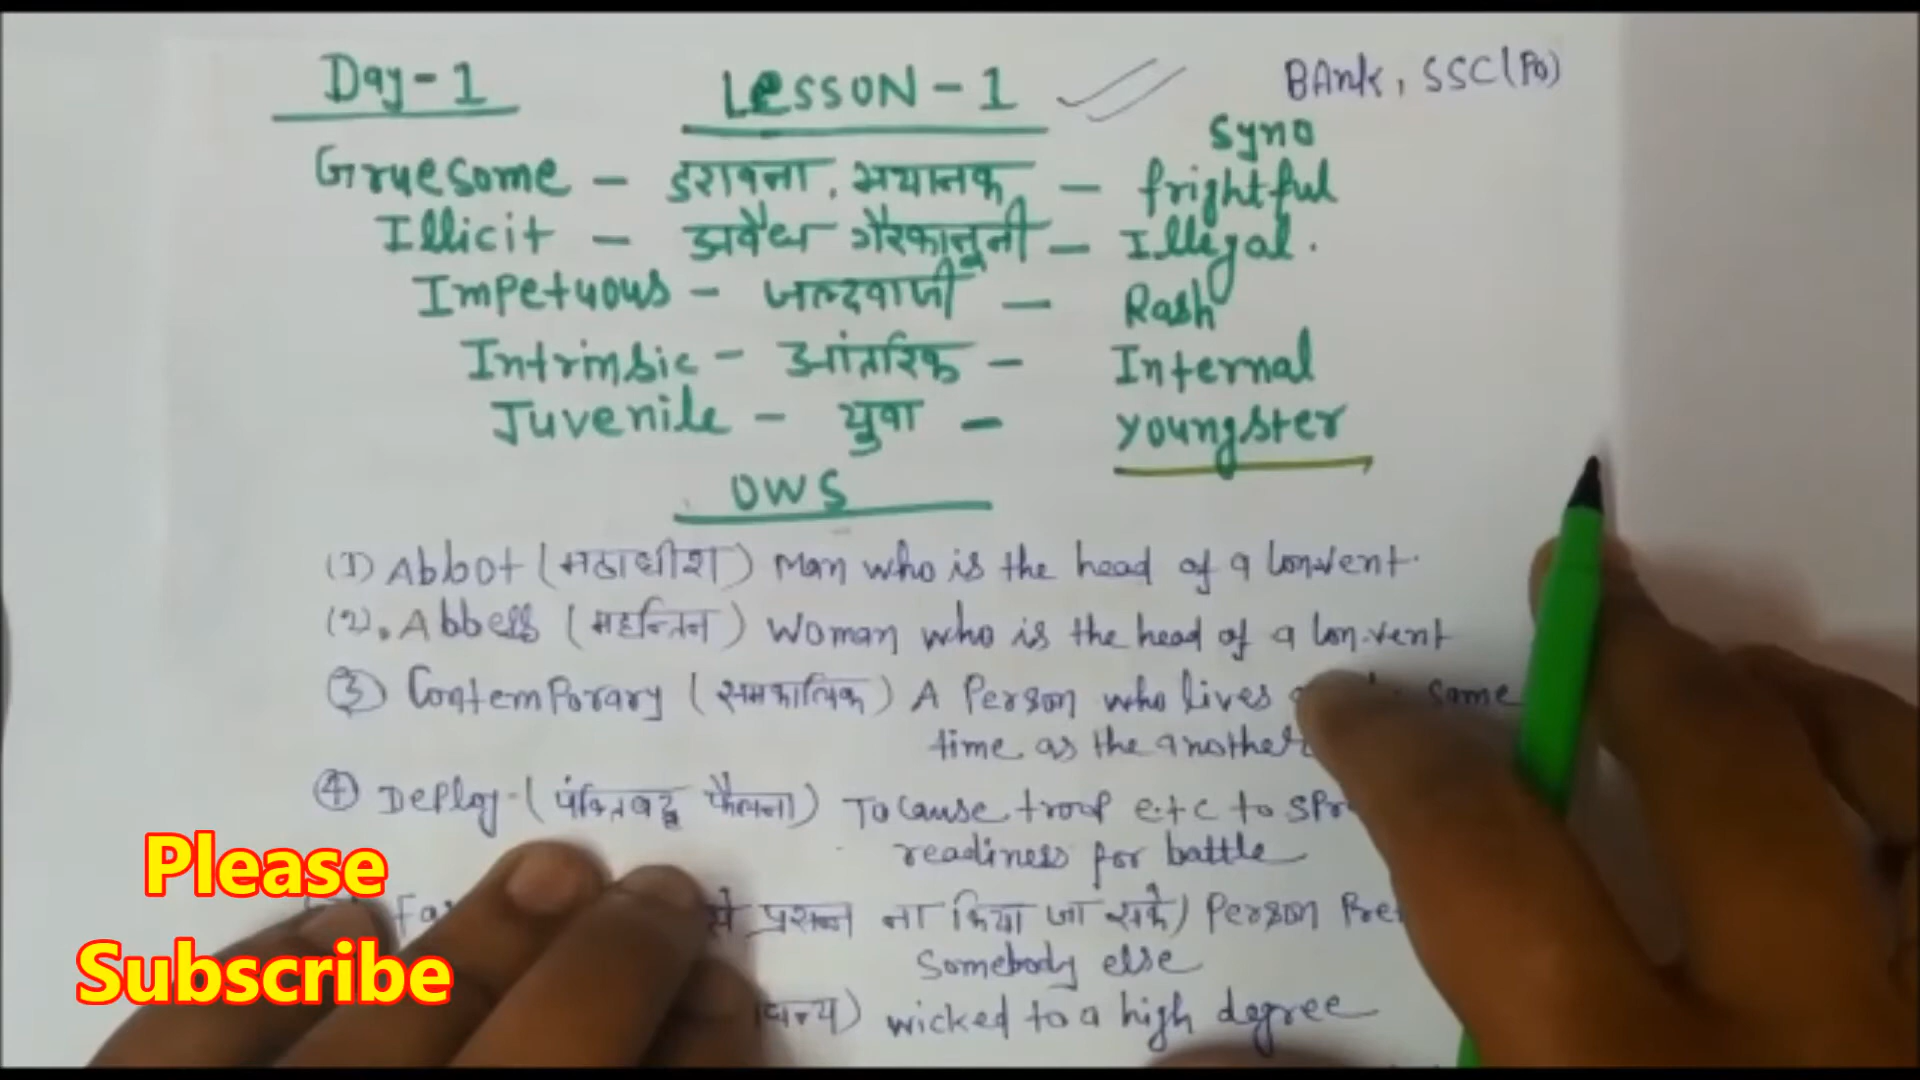 Day-1 LESSON-1 BAnk, SSC(PO)
Syno
Gruesome - डरावना, भयानक - frightful
Illicit - अवैध गैरकानूनी - Illegal.
Impetuous - जल्दवाजी - Rash
Intrinsic - आंतरिक - Internal
Juvenile - युवा - youngster
OWS
(1) Abbot (मठाधीश) Man who is the head of a Convent.
(2). Abbess (महन्तिन) Woman who is the head of a Convent
③ Contemporary (समकालिक) A Person who lives same
time as the another
④ Deploy - (पंक्तिबद्ध फैलना) To cause troop e.t.c to
readiness for battle
से प्रसन्न ना किया जा सके) Person
Somebody else
wicked to a high degree
Please
Subscribe